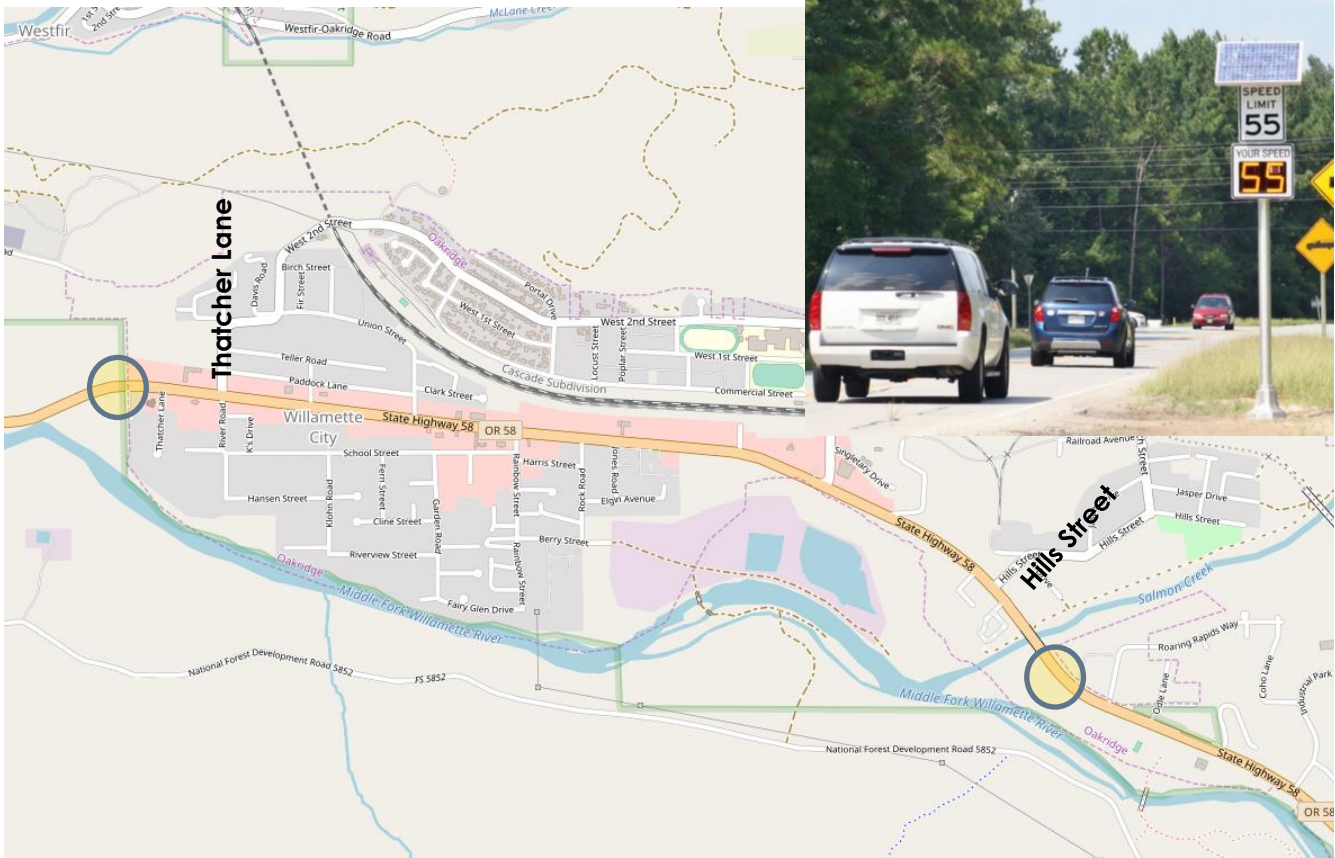 Westfir
1st S
2nd Street
Westfir-Oakridge Road
McLane Creek
SPEED
LIMIT
55
YOUR SPEED
55
Thatcher Lane
West 2nd Street
Oakridge
Birch Street
Davis Road
Fir Street
Portal Drive
Union Street
West 1st Street
West 2nd Street
Locust Street
Poplar Street
West 1st Street
Teller Road
Cascade Subdivision
Paddock Lane
Clark Street
Commercial Street
Thatcher Lane
River Road
K's Drive
Willamette
City
State Highway 58
OR 58
School Street
Harris Street
Rainbow Street
Jones Road
Rock Road
Elgin Avenue
Fern Street
Hansen Street
Klohn Road
Garden Road
Cline Street
Berry Street
Riverview Street
Rainbow Street
Fairy Glen Drive
Singletary Drive
Railroad Avenue
Jasper Drive
Hills Street
Hills Street
Hills Street
Hills Street
State Highway 58
Salmon Creek
Oakridge
Middle Fork Willamette River
National Forest Development Road 5852
FS 5852
Roaring Rapids Way
Odle Lane
Coho Lane
Industrial Park
Middle Fork Willamette River
Oakridge
National Forest Development Road 5852
State Highway 58
OR 58